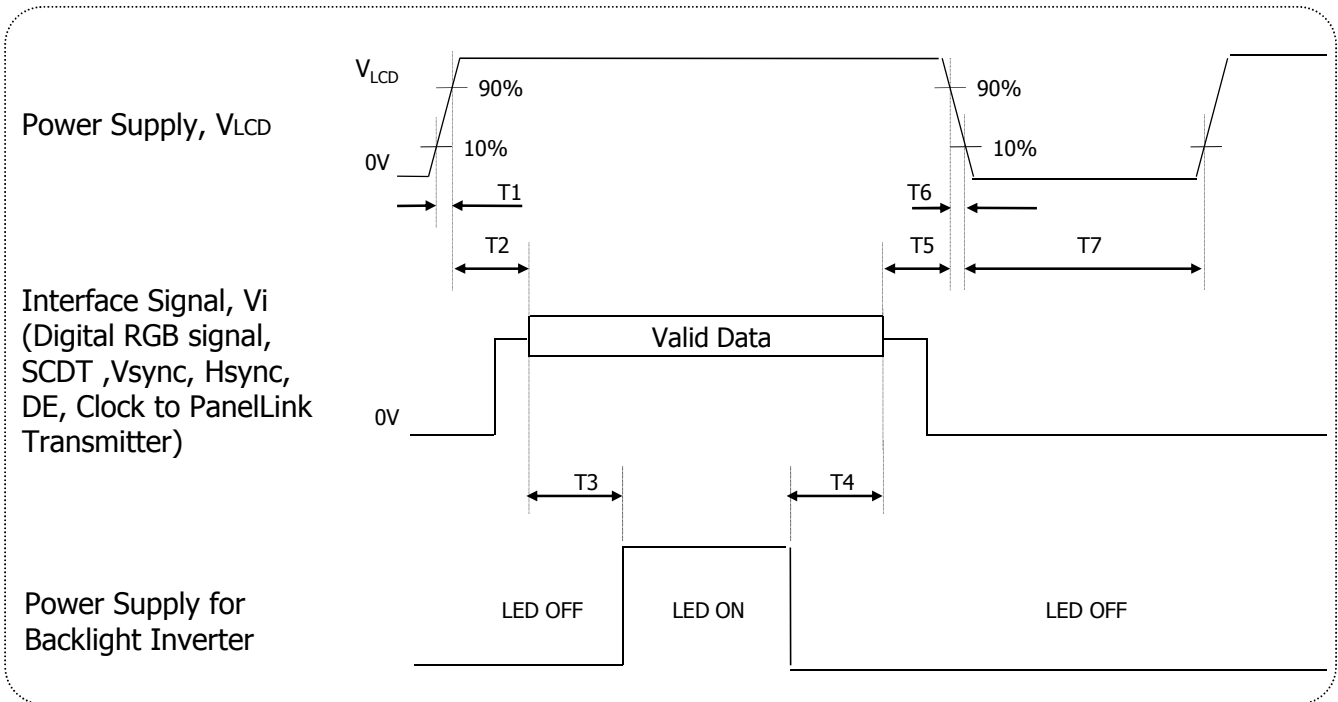 VLCD
90%
90%
Power Supply, VLCD
10%
10%
0V
T1
T6
T2
T5
T7
Interface Signal, Vi
(Digital RGB signal,
SCDT ,Vsync, Hsync,
DE, Clock to PanelLink
Transmitter)
Valid Data
0V
T3
T4
Power Supply for
Backlight Inverter
LED OFF
LED ON
LED OFF